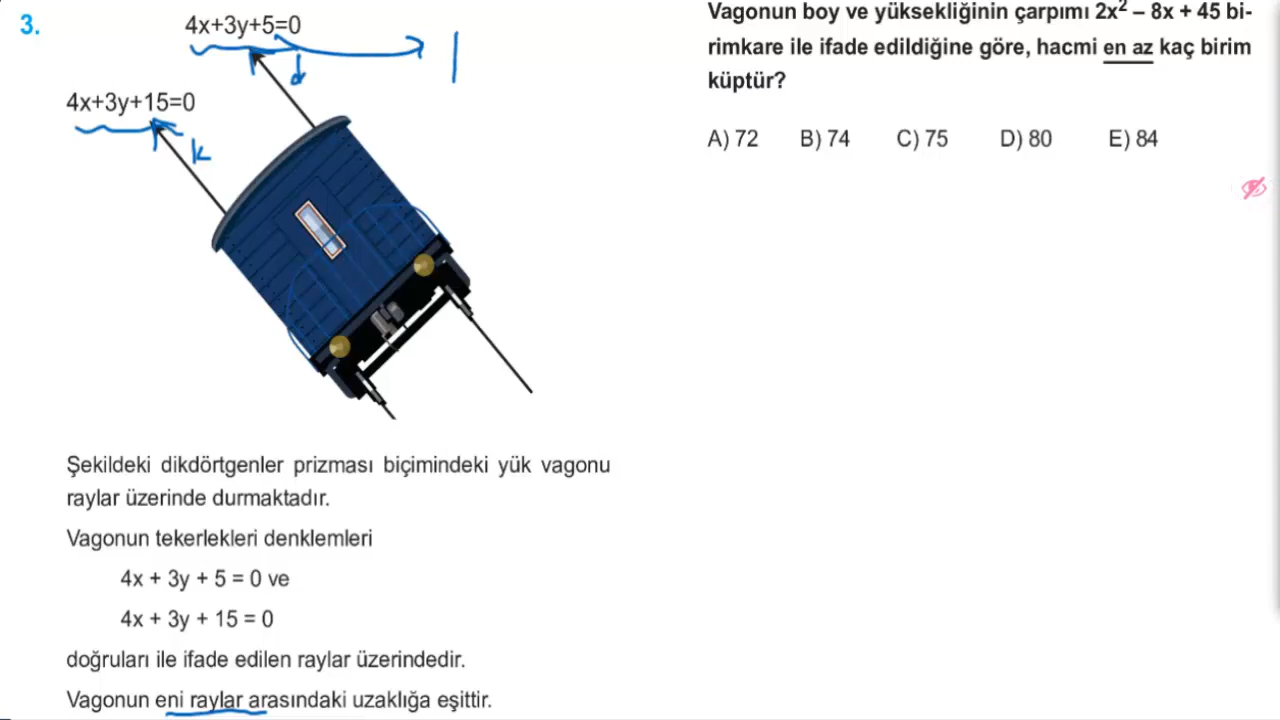 3.
4x+3y+5=0
d
4x+3y+15=0
k
l
Şekildeki dikdörtgenler prizması biçimindeki yük vagonu
raylar üzerinde durmaktadır.
Vagonun tekerlekleri denklemleri
4x + 3y + 5 = 0 ve
4x + 3y + 15 = 0
doğruları ile ifade edilen raylar üzerindedir.
Vagonun eni raylar arasındaki uzaklığa eşittir.
Vagonun boy ve yüksekliğinin çarpımı 2x² – 8x + 45 bi-
rimkare ile ifade edildiğine göre, hacmi en az kaç birim
küptür?
A) 72 B) 74 C) 75 D) 80 E) 84